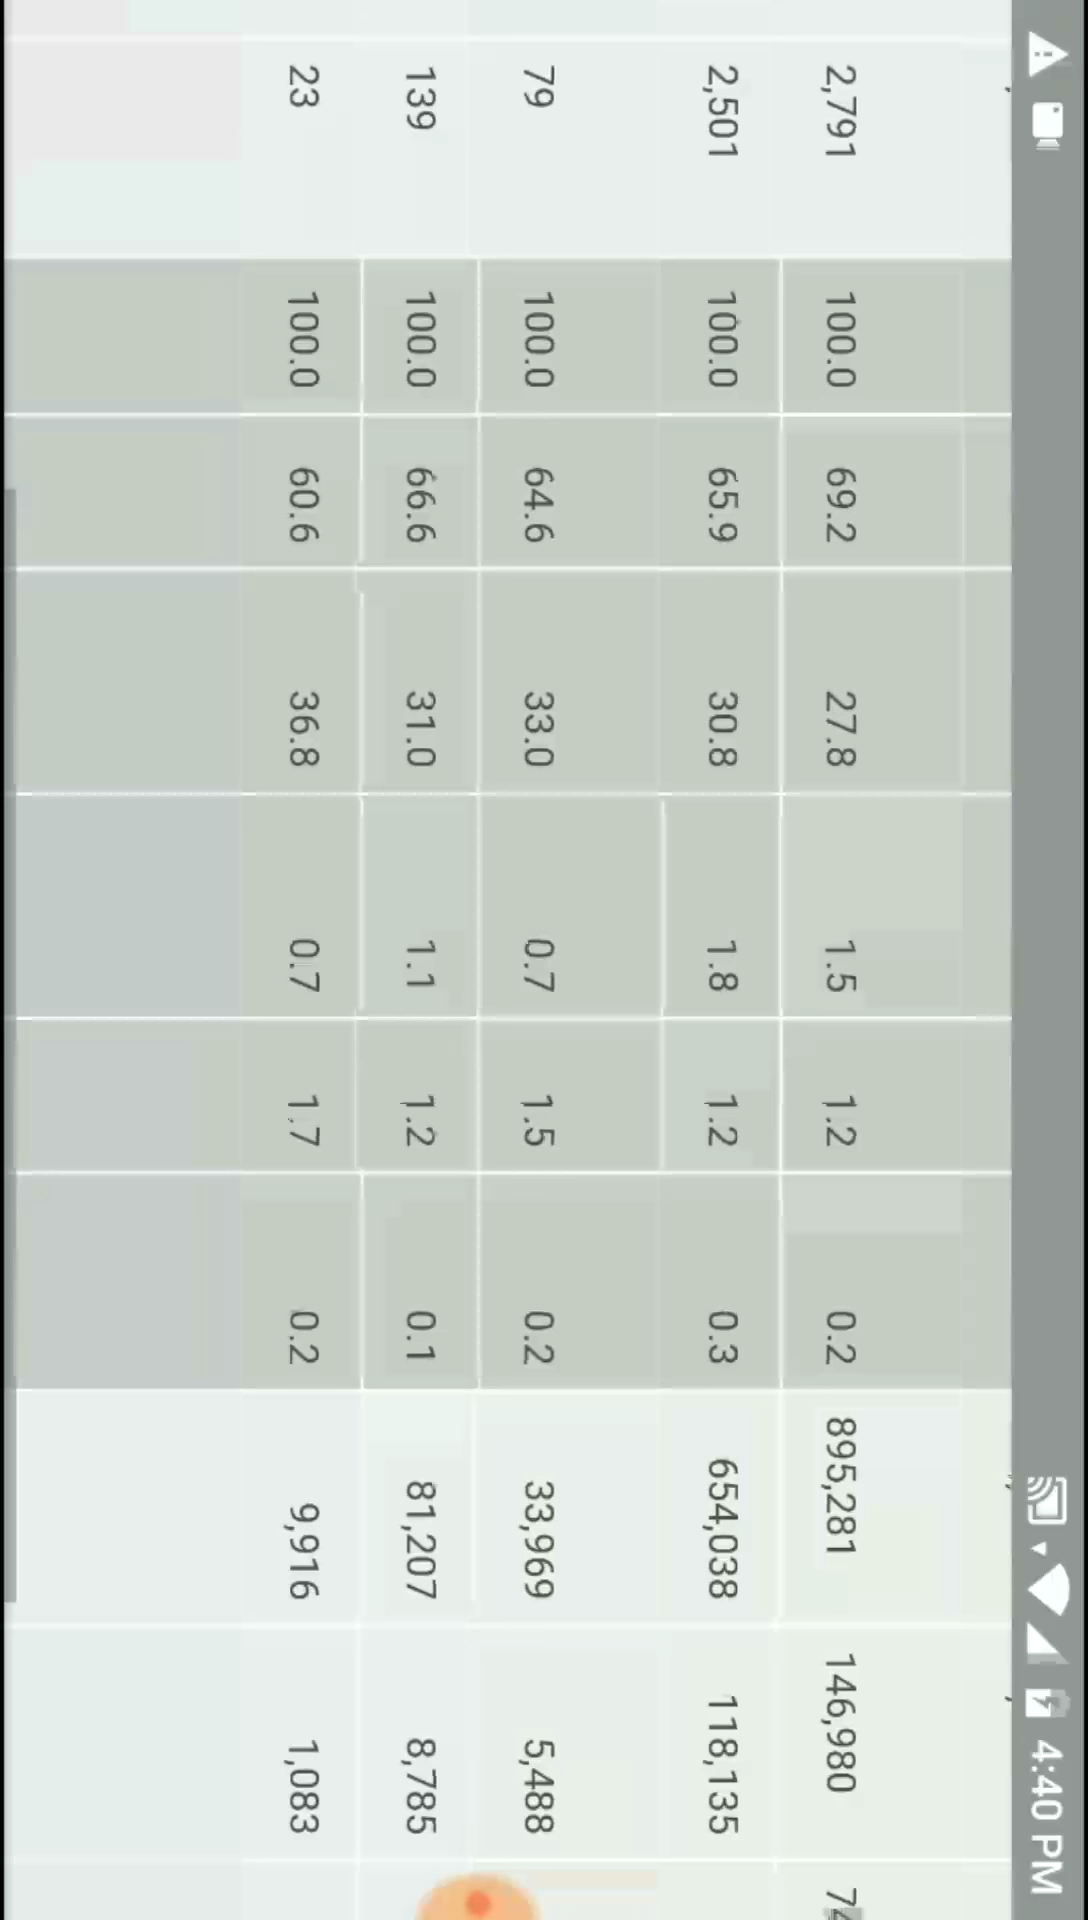 4:40 PM
2,791 100.0 69.2 27.8 1.5 1.2 0.2 895,281 146,980
2,501 100.0 65.9 30.8 1.8 1.2 0.3 654,038 118,135
79 100.0 64.6 33.0 0.7 1.5 0.2 33,969 5,488
139 100.0 66.6 31.0 1.1 1.2 0.1 81,207 8,785
23 100.0 60.6 36.8 0.7 1.7 0.2 9,916 1,083